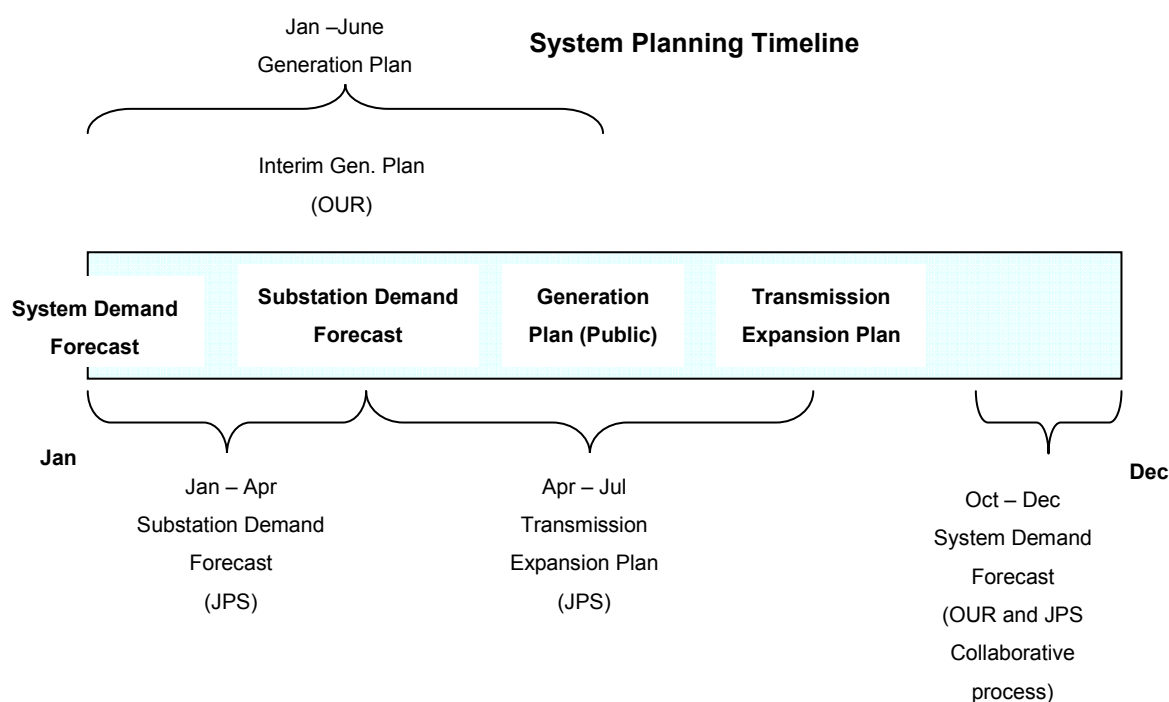 System Planning Timeline
Jan –June
Generation Plan
Interim Gen. Plan
(OUR)
System Demand
Forecast
Substation Demand
Forecast
Generation
Plan (Public)
Transmission
Expansion Plan
Jan
Dec
Jan – Apr
Substation Demand
Forecast
(JPS)
Apr – Jul
Transmission
Expansion Plan
(JPS)
Oct – Dec
System Demand
Forecast
(OUR and JPS
Collaborative
process)